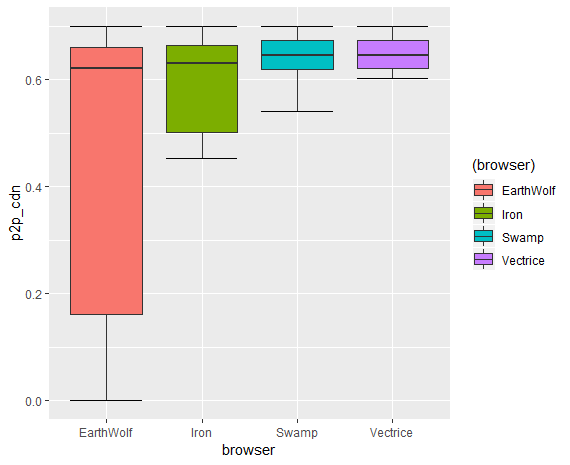 0.6
0.4
0.2
0.0
p2p_cdn
EarthWolf
Iron
Swamp
Vectrice
browser
(browser)
EarthWolf
Iron
Swamp
Vectrice